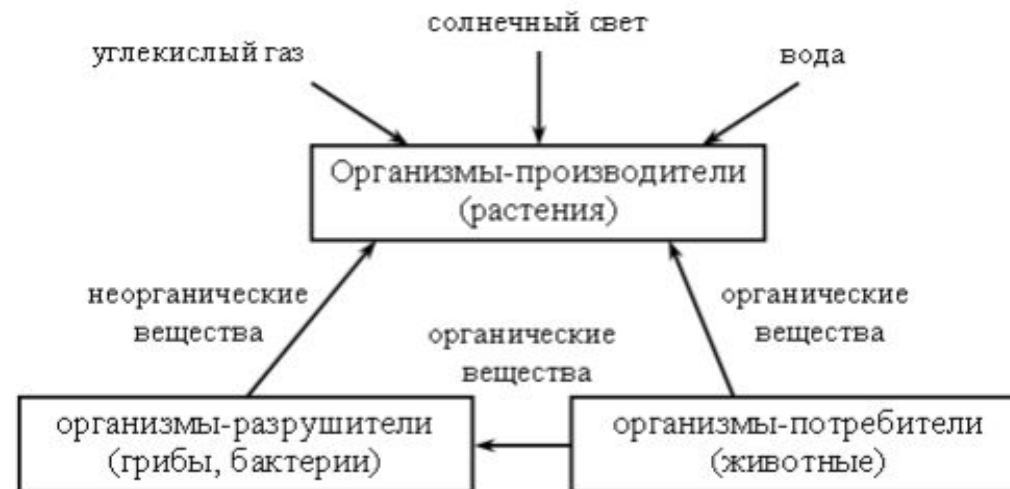 солнечный свет
углекислый газ
вода
Организмы-производители
(растения)
неорганические
вещества
органические
вещества
органические
вещества
организмы-разрушители
(грибы, бактерии)
организмы-потребители
(животные)